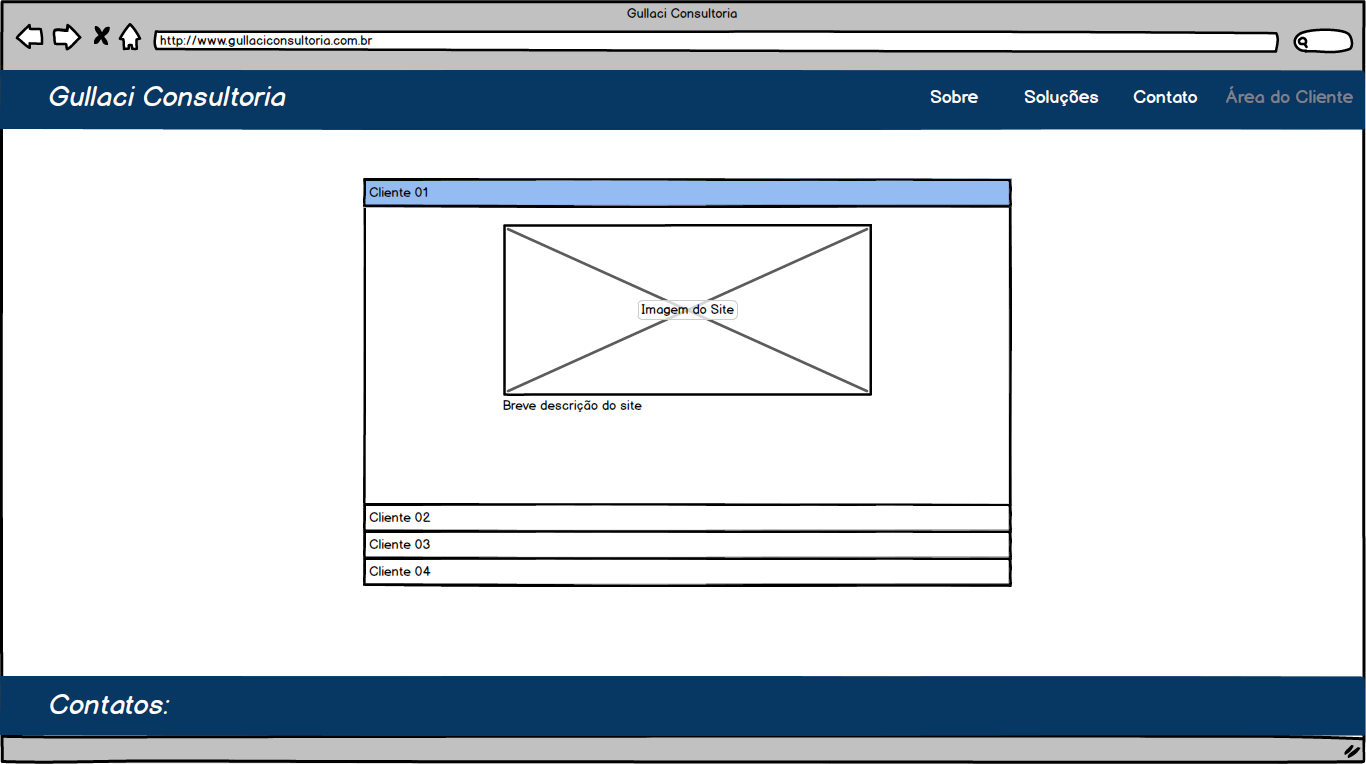 Gullaci Consultoria
http://www.gullaciconsultoria.com.br
Gullaci Consultoria
Sobre
Soluções
Contato
Área do Cliente
Cliente 01
Imagem do Site
Breve descrição do site
Cliente 02
Cliente 03
Cliente 04
Contatos: